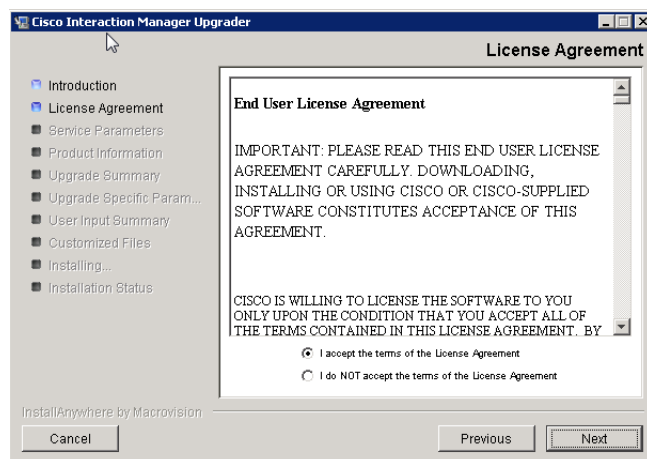 Cisco Interaction Manager Upgrader
License Agreement
Introduction
License Agreement
Service Parameters
Product Information
Upgrade Summary
Upgrade Specific Param...
User Input Summary
Customized Files
Installing...
Installation Status
End User License Agreement
IMPORTANT: PLEASE READ THIS END USER LICENSE
AGREEMENT CAREFULLY. DOWNLOADING,
INSTALLING OR USING CISCO OR CISCO-SUPPLIED
SOFTWARE CONSTITUTES ACCEPTANCE OF THIS
AGREEMENT.
CISCO IS WILLING TO LICENSE THE SOFTWARE TO YOU
ONLY UPON THE CONDITION THAT YOU ACCEPT ALL OF
THE TERMS CONTAINED IN THIS LICENSE AGREEMENT. BY
I accept the terms of the License Agreement
I do NOT accept the terms of the License Agreement
InstallAnywhere by Macrovision
Cancel
Previous
Next